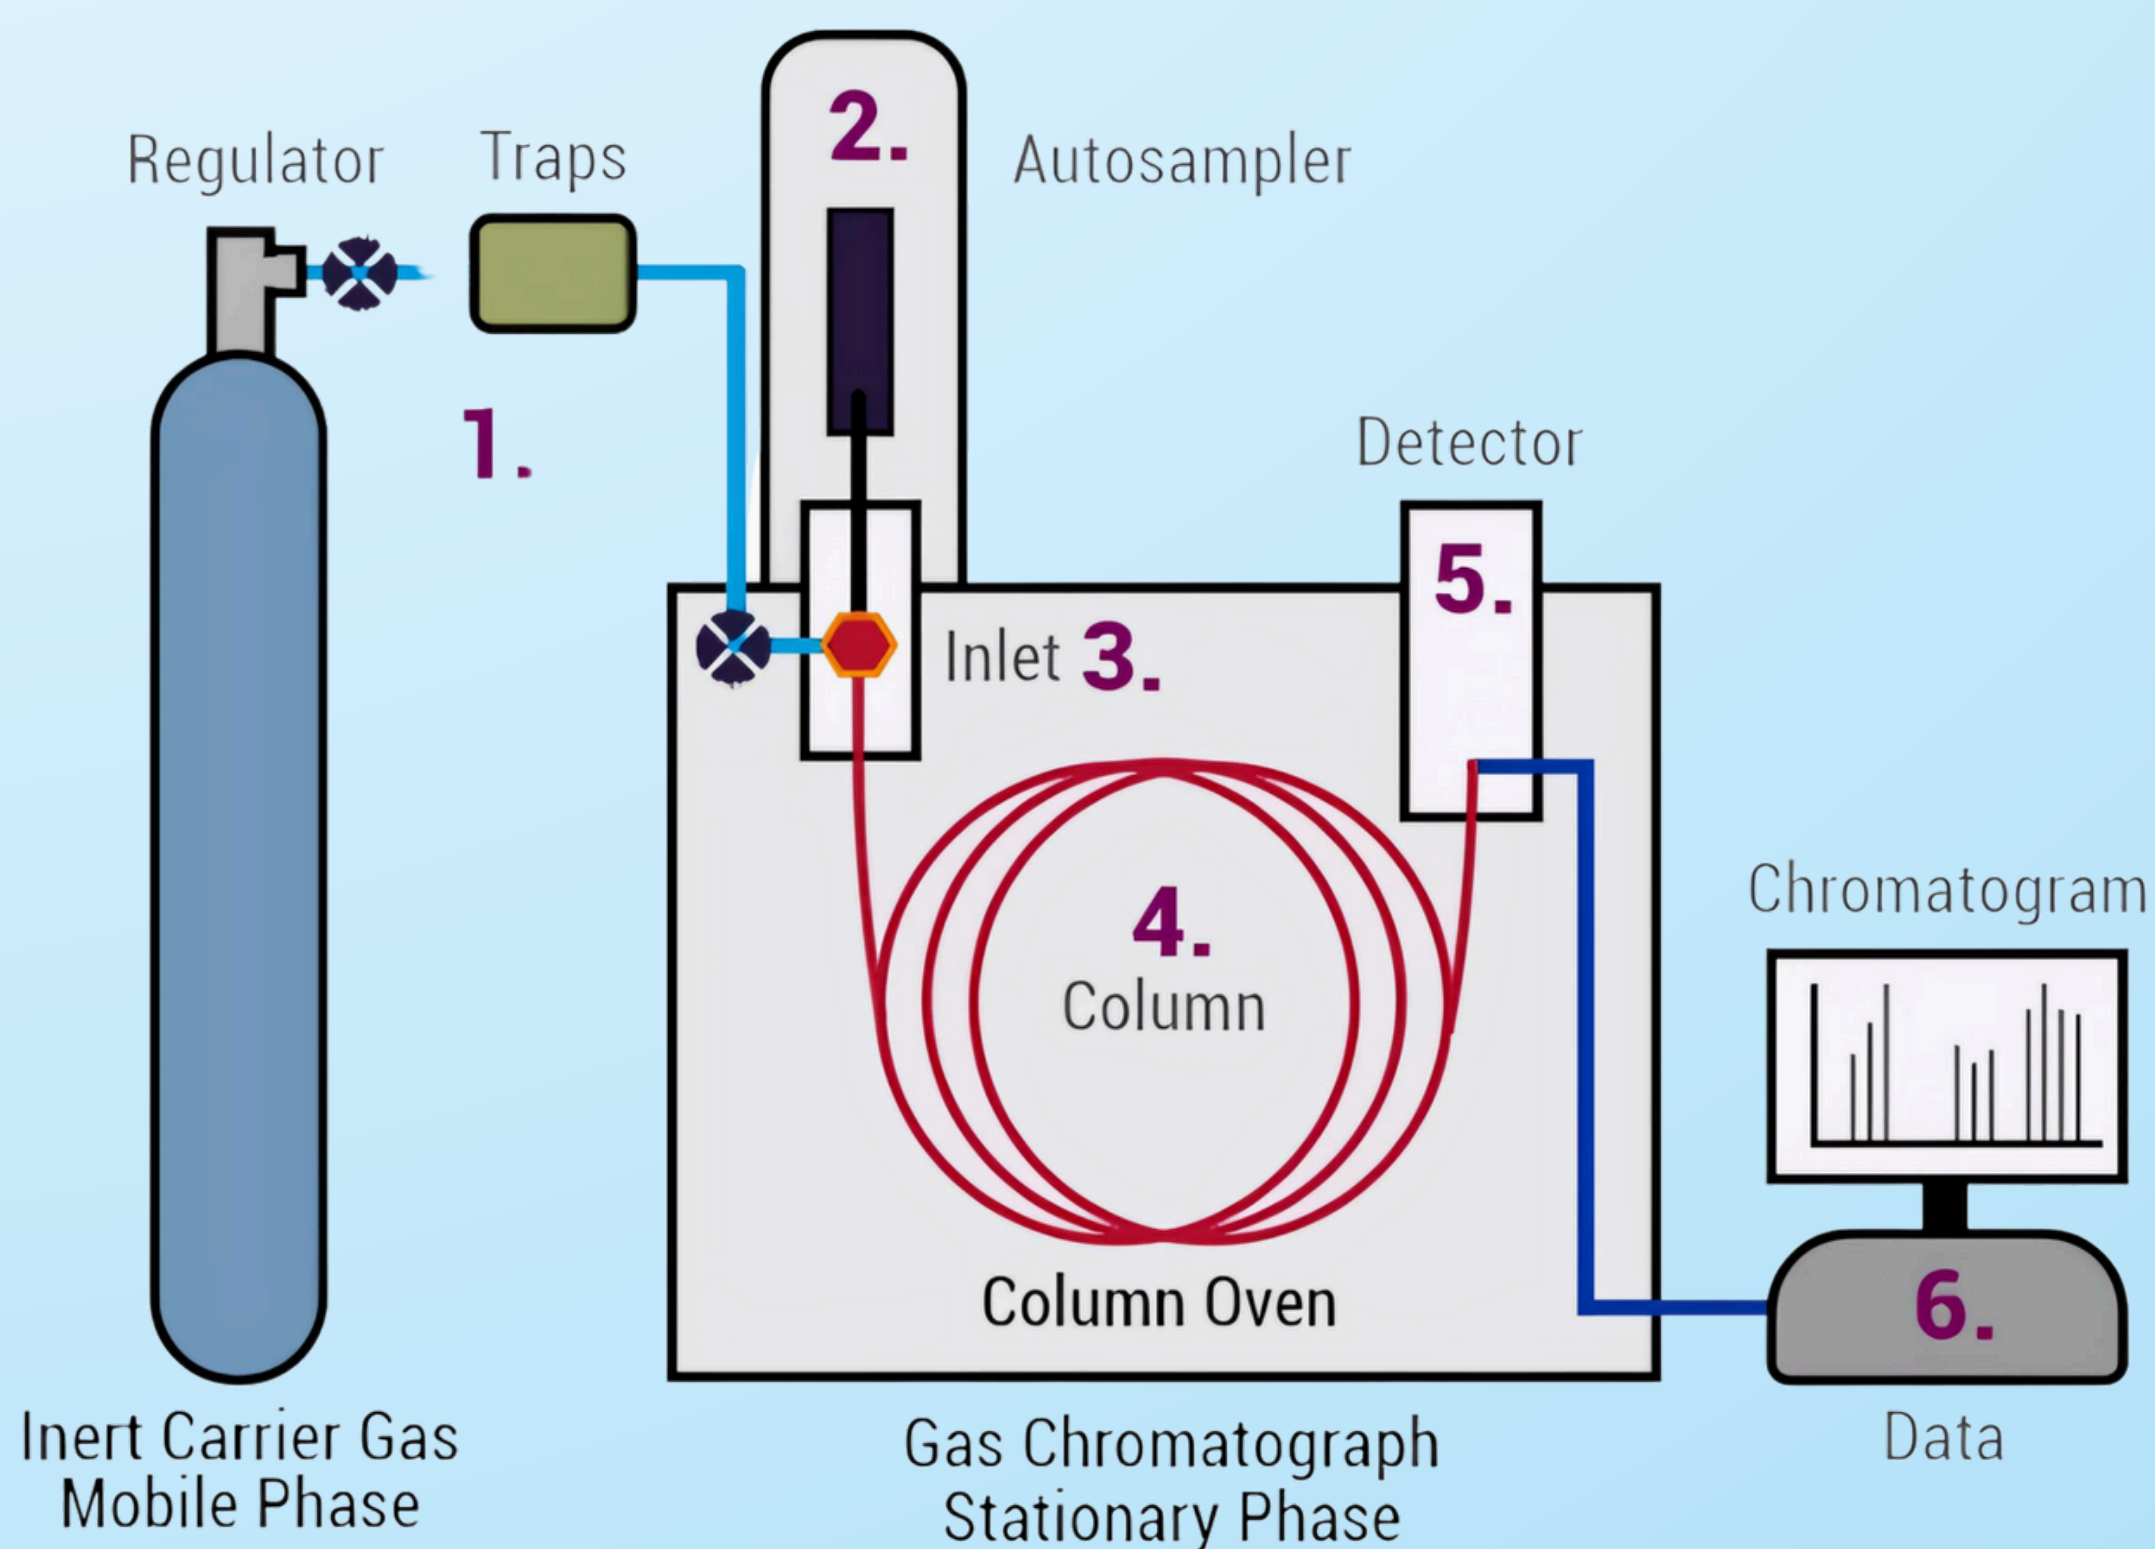 Regulator
Traps
2.
Autosampler
1.
Detector
5.
Inlet 3.
4.
Column
Chromatogram
Column Oven
6.
Inert Carrier Gas
Mobile Phase
Gas Chromatograph
Stationary Phase
Data